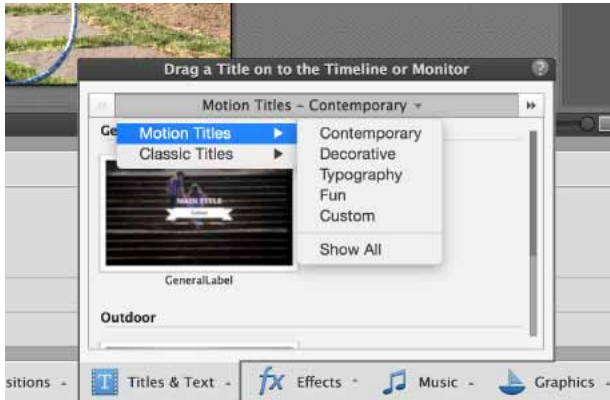 Drag a Title on to the Timeline or Monitor
?
Motion Titles – Contemporary
Ge
Motion Titles
Classic Titles
Contemporary
Decorative
Typography
Fun
Custom
Show All
MAIN TITLE
GeneralLabel
Outdoor
sitions
T Titles & Text
fx Effects
Music
Graphics